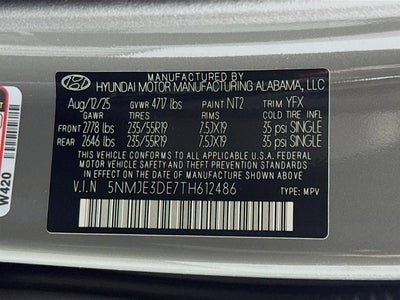 HYUNDAI MOTOR MANUFACTURING ALABAMA, LLC
Aug/12/25 GVWR 4717 lbs PAINT NT2 TRIM YFX
GAWR TIRES RIMS COLD TIRE INFL
FRONT 2778 lbs 235/55R19 7.5JX19 35 psi SINGLE
REAR 2646 lbs 235/55R19 7.5JX19 35 psi SINGLE
THIS VEHICLE CONFORMS TO ALL APPLICABLE FEDERAL MOTOR
VEHICLE SAFETY AND THEFT PREVENTION STANDARDS IN
EFFECT ON THE DATE OF MANUFACTURE SHOWN ABOVE.
V.I.N 5NMJE3DE7TH612486 TYPE: MPV
W420